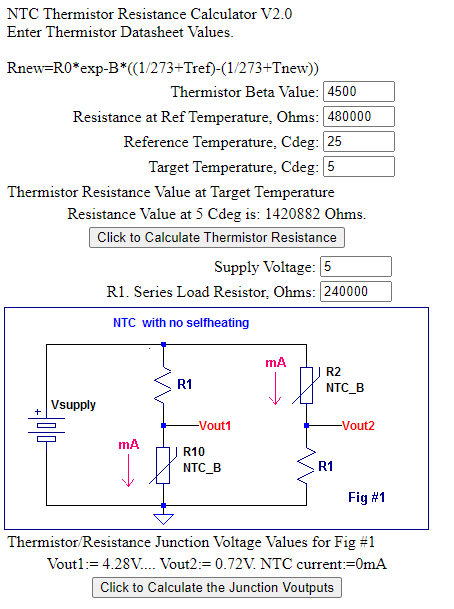 NTC Thermistor Resistance Calculator V2.0
Enter Thermistor Datasheet Values.
Rnew=R0*exp-B*((1/273+Tref)-(1/273+Tnew))
Thermistor Beta Value: 4500
Resistance at Ref Temperature, Ohms: 480000
Reference Temperature, Cdeg: 25
Target Temperature, Cdeg: 5
Thermistor Resistance Value at Target Temperature
Resistance Value at 5 Cdeg is: 1420882 Ohms.
Click to Calculate Thermistor Resistance
Supply Voltage: 5
R1. Series Load Resistor, Ohms: 240000
NTC with no selfheating
mA
R2
NTC_B
R1
Vsupply
+
Vout1
Vout2
mA
R10
NTC_B
R1
Fig #1
Thermistor/Resistance Junction Voltage Values for Fig #1
Vout1:= 4.28V.... Vout2:= 0.72V. NTC current:=0mA
Click to Calculate the Junction Voutputs